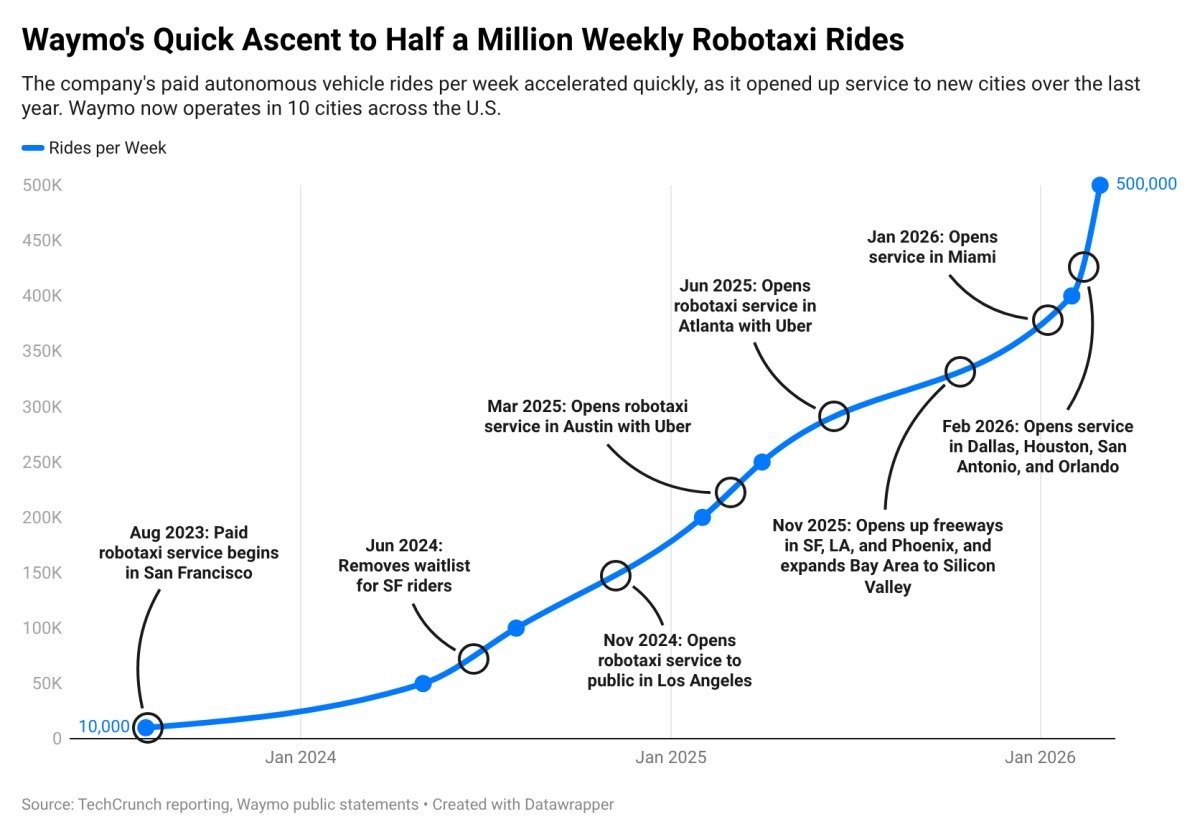 Waymo's Quick Ascent to Half a Million Weekly Robotaxi Rides
The company's paid autonomous vehicle rides per week accelerated quickly, as it opened up service to new cities over the last
year. Waymo now operates in 10 cities across the U.S.
Rides per Week
500K
450K
400K
350K
300K
250K
200K
150K
100K
50K
0
10,000
500,000
Aug 2023: Paid
robotaxi service begins
in San Francisco
Jun 2024:
Removes waitlist
for SF riders
Nov 2024: Opens
robotaxi service to
public in Los Angeles
Mar 2025: Opens robotaxi
service in Austin with Uber
Jun 2025: Opens
robotaxi service in
Atlanta with Uber
Nov 2025: Opens up freeways
in SF, LA, and Phoenix, and
expands Bay Area to Silicon
Valley
Jan 2026: Opens
service in Miami
Feb 2026: Opens service
in Dallas, Houston, San
Antonio, and Orlando
Jan 2024
Jan 2025
Jan 2026
Source: TechCrunch reporting, Waymo public statements • Created with Datawrapper